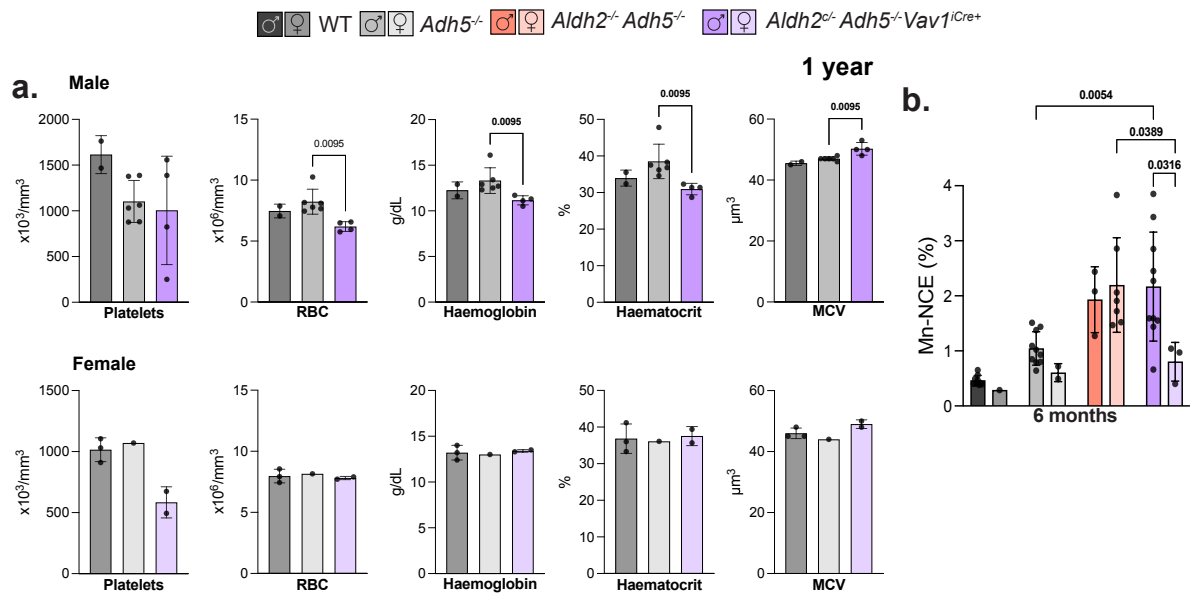 ♂ ♀ WT ♂ ♀ Adh5-/- ♂ ♀ Aldh2-/- Adh5-/- ♂ ♀ Aldh2c/- Adh5-/-Vav1iCre+
a. Male 1 year b.
2000
1500
1000
500
0
x10³/mm³
Platelets
15
10
5
0
x10⁶/mm³
0.0095
RBC
20
15
10
5
0
g/dL
0.0095
Haemoglobin
50
40
30
20
10
0
%
0.0095
Haematocrit
60
40
20
0
µm³
0.0095
MCV
Female
1500
1000
500
0
x10³/mm³
Platelets
15
10
5
0
x10⁶/mm³
RBC
20
15
10
5
0
g/dL
Haemoglobin
50
40
30
20
10
0
%
Haematocrit
60
40
20
0
µm³
MCV
0.0054
0.0389
0.0316
4
3
2
1
0
Mn-NCE (%)
6 months